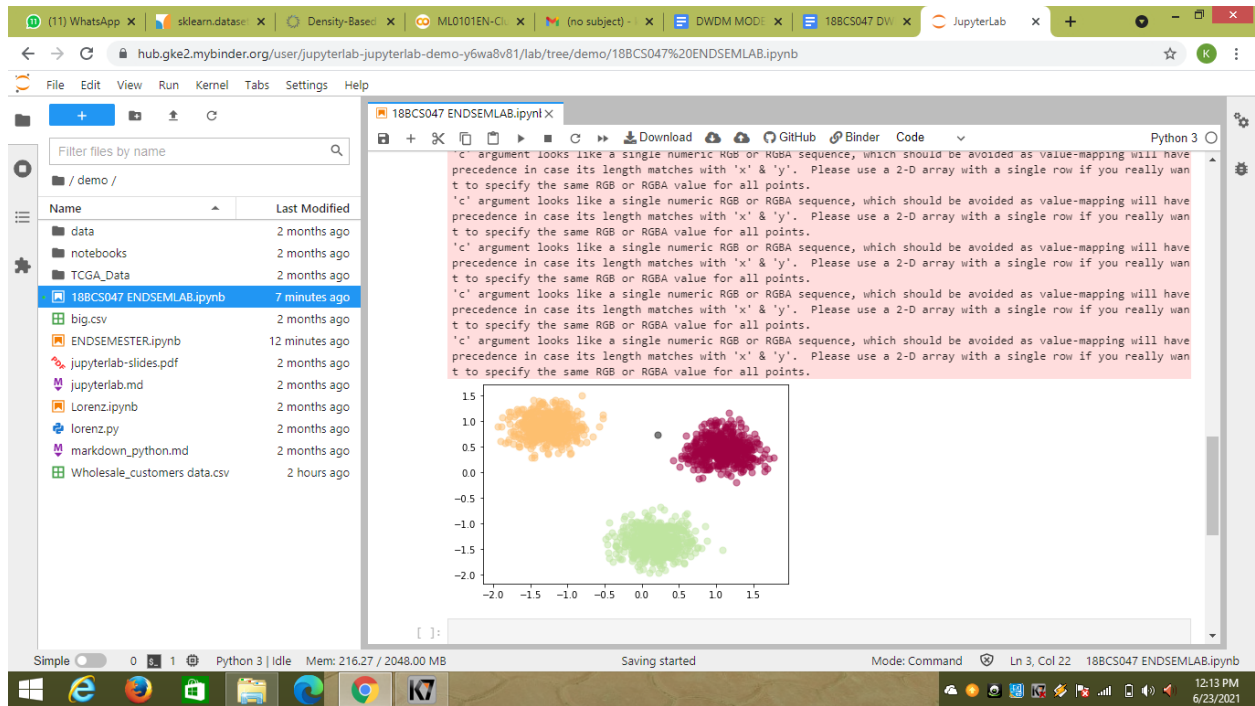 (11) WhatsApp
sklearn.dataset
Density-Based
ML0101EN-Clu
(no subject) -
DWDM MODE
18BCS047 DW
JupyterLab
hub.gke2.mybinder.org/user/jupyterlab-jupyterlab-demo-y6wa8v81/lab/tree/demo/18BCS047%20ENDSEMLAB.ipynb
K
File Edit View Run Kernel Tabs Settings Help
Filter files by name
/ demo /
Name Last Modified
data 2 months ago
notebooks 2 months ago
TCGA_Data 2 months ago
18BCS047 ENDSEMLAB.ipynb 7 minutes ago
big.csv 2 months ago
ENDSEMESTER.ipynb 12 minutes ago
jupyterlab-slides.pdf 2 months ago
jupyterlab.md 2 months ago
Lorenz.ipynb 2 months ago
lorenz.py 2 months ago
markdown_python.md 2 months ago
Wholesale_customers data.csv 2 hours ago
18BCS047 ENDSEMLAB.ipynl
Download GitHub Binder Code Python 3
'c' argument looks like a single numeric RGB or RGBA sequence, which should be avoided as value-mapping will have
precedence in case its length matches with 'x' & 'y'.  Please use a 2-D array with a single row if you really wan
t to specify the same RGB or RGBA value for all points.
'c' argument looks like a single numeric RGB or RGBA sequence, which should be avoided as value-mapping will have
precedence in case its length matches with 'x' & 'y'.  Please use a 2-D array with a single row if you really wan
t to specify the same RGB or RGBA value for all points.
'c' argument looks like a single numeric RGB or RGBA sequence, which should be avoided as value-mapping will have
precedence in case its length matches with 'x' & 'y'.  Please use a 2-D array with a single row if you really wan
t to specify the same RGB or RGBA value for all points.
'c' argument looks like a single numeric RGB or RGBA sequence, which should be avoided as value-mapping will have
precedence in case its length matches with 'x' & 'y'.  Please use a 2-D array with a single row if you really wan
t to specify the same RGB or RGBA value for all points.
'c' argument looks like a single numeric RGB or RGBA sequence, which should be avoided as value-mapping will have
precedence in case its length matches with 'x' & 'y'.  Please use a 2-D array with a single row if you really wan
t to specify the same RGB or RGBA value for all points.
1.5
1.0
0.5
0.0
−0.5
−1.0
−1.5
−2.0
−2.0 −1.5 −1.0 −0.5 0.0 0.5 1.0 1.5
[ ]:
Simple 0 1 Python 3 | Idle Mem: 216.27 / 2048.00 MB Saving started Mode: Command Ln 3, Col 22 18BCS047 ENDSEMLAB.ipynb
K7
12:13 PM
6/23/2021